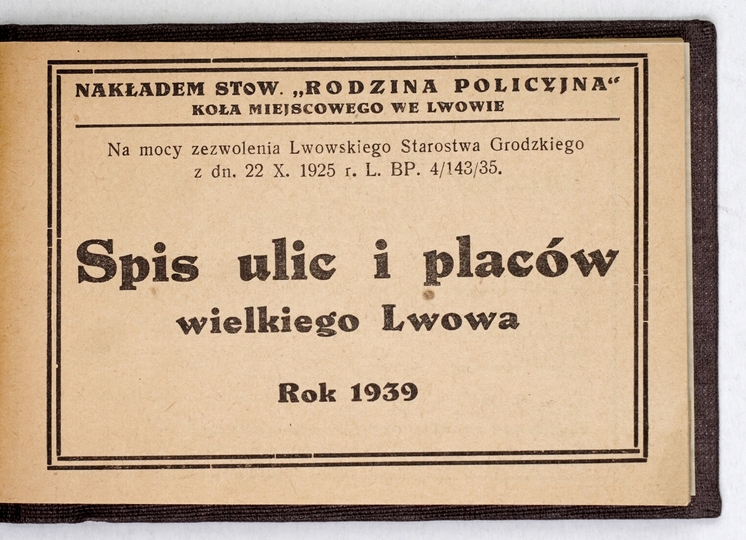 NAKŁADEM STOW. „RODZINA POLICYJNA“
KOŁA MIEJSCOWEGO WE LWOWIE
Na mocy zezwolenia Lwowskiego Starostwa Grodzkiego
z dn. 22 X. 1925 r. L. BP. 4/143/35.
Spis ulic i placów
wielkiego Lwowa
Rok 1939